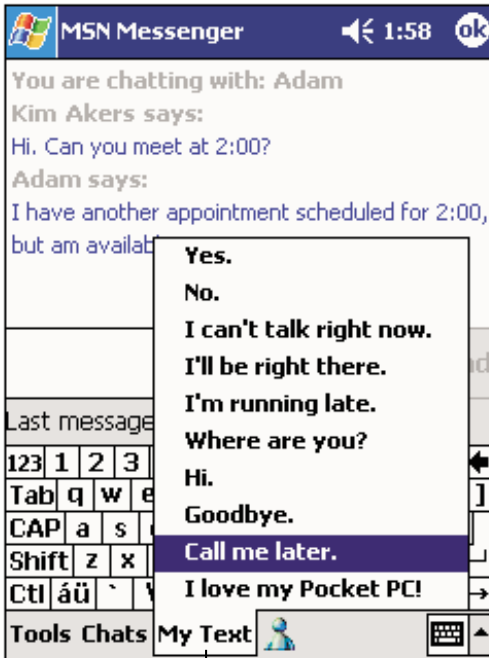 MSN Messenger 1:58 ok
You are chatting with: Adam
Kim Akers says:
Hi. Can you meet at 2:00?
Adam says:
I have another appointment scheduled for 2:00,
but am
Yes.
No.
I can't talk right now.
I'll be right there.
I'm running late.
Where are you?
Hi.
Goodbye.
Call me later.
I love my Pocket PC!
Last message
123 1 2 3
Tab q w e ]
CAP a s
Shift z x
Ctl áü `
Tools Chats My Text